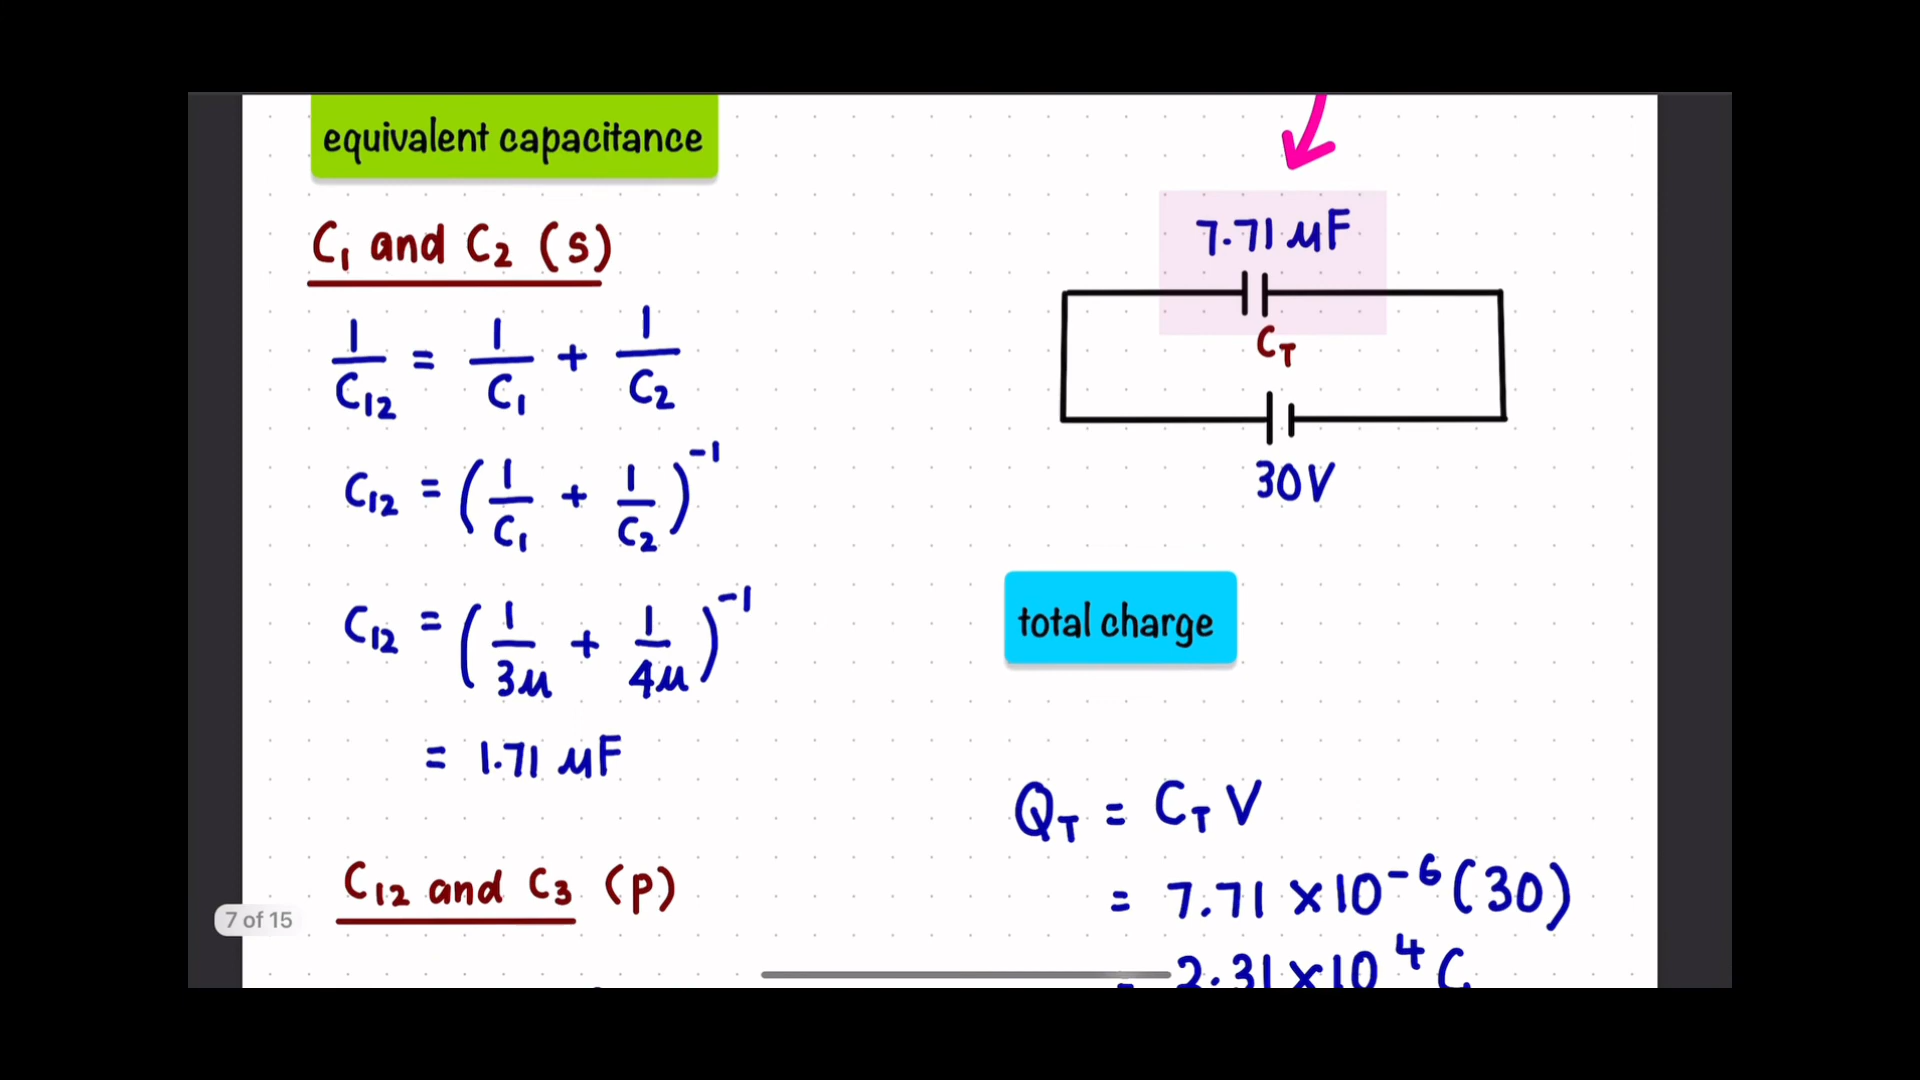 equivalent capacitance
C₁ and C₂ (s)
1/C₁₂ = 1/C₁ + 1/C₂
C₁₂ = (1/C₁ + 1/C₂)⁻¹
C₁₂ = (1/3μ + 1/4μ)⁻¹
= 1.71 μF
C₁₂ and C₃ (p)
7 of 15
7.71 μF
C_T
30V
total charge
Q_T = C_T V
= 7.71 × 10⁻⁶ (30)
= 2.31 × 10⁴ C